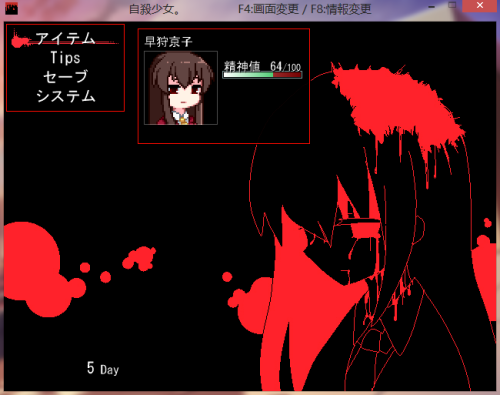 自殺少女。 F4:画面変更 / F8:情報変更
アイテム
Tips
セーブ
システム
早狩京子
精神値 64/100
5 Day